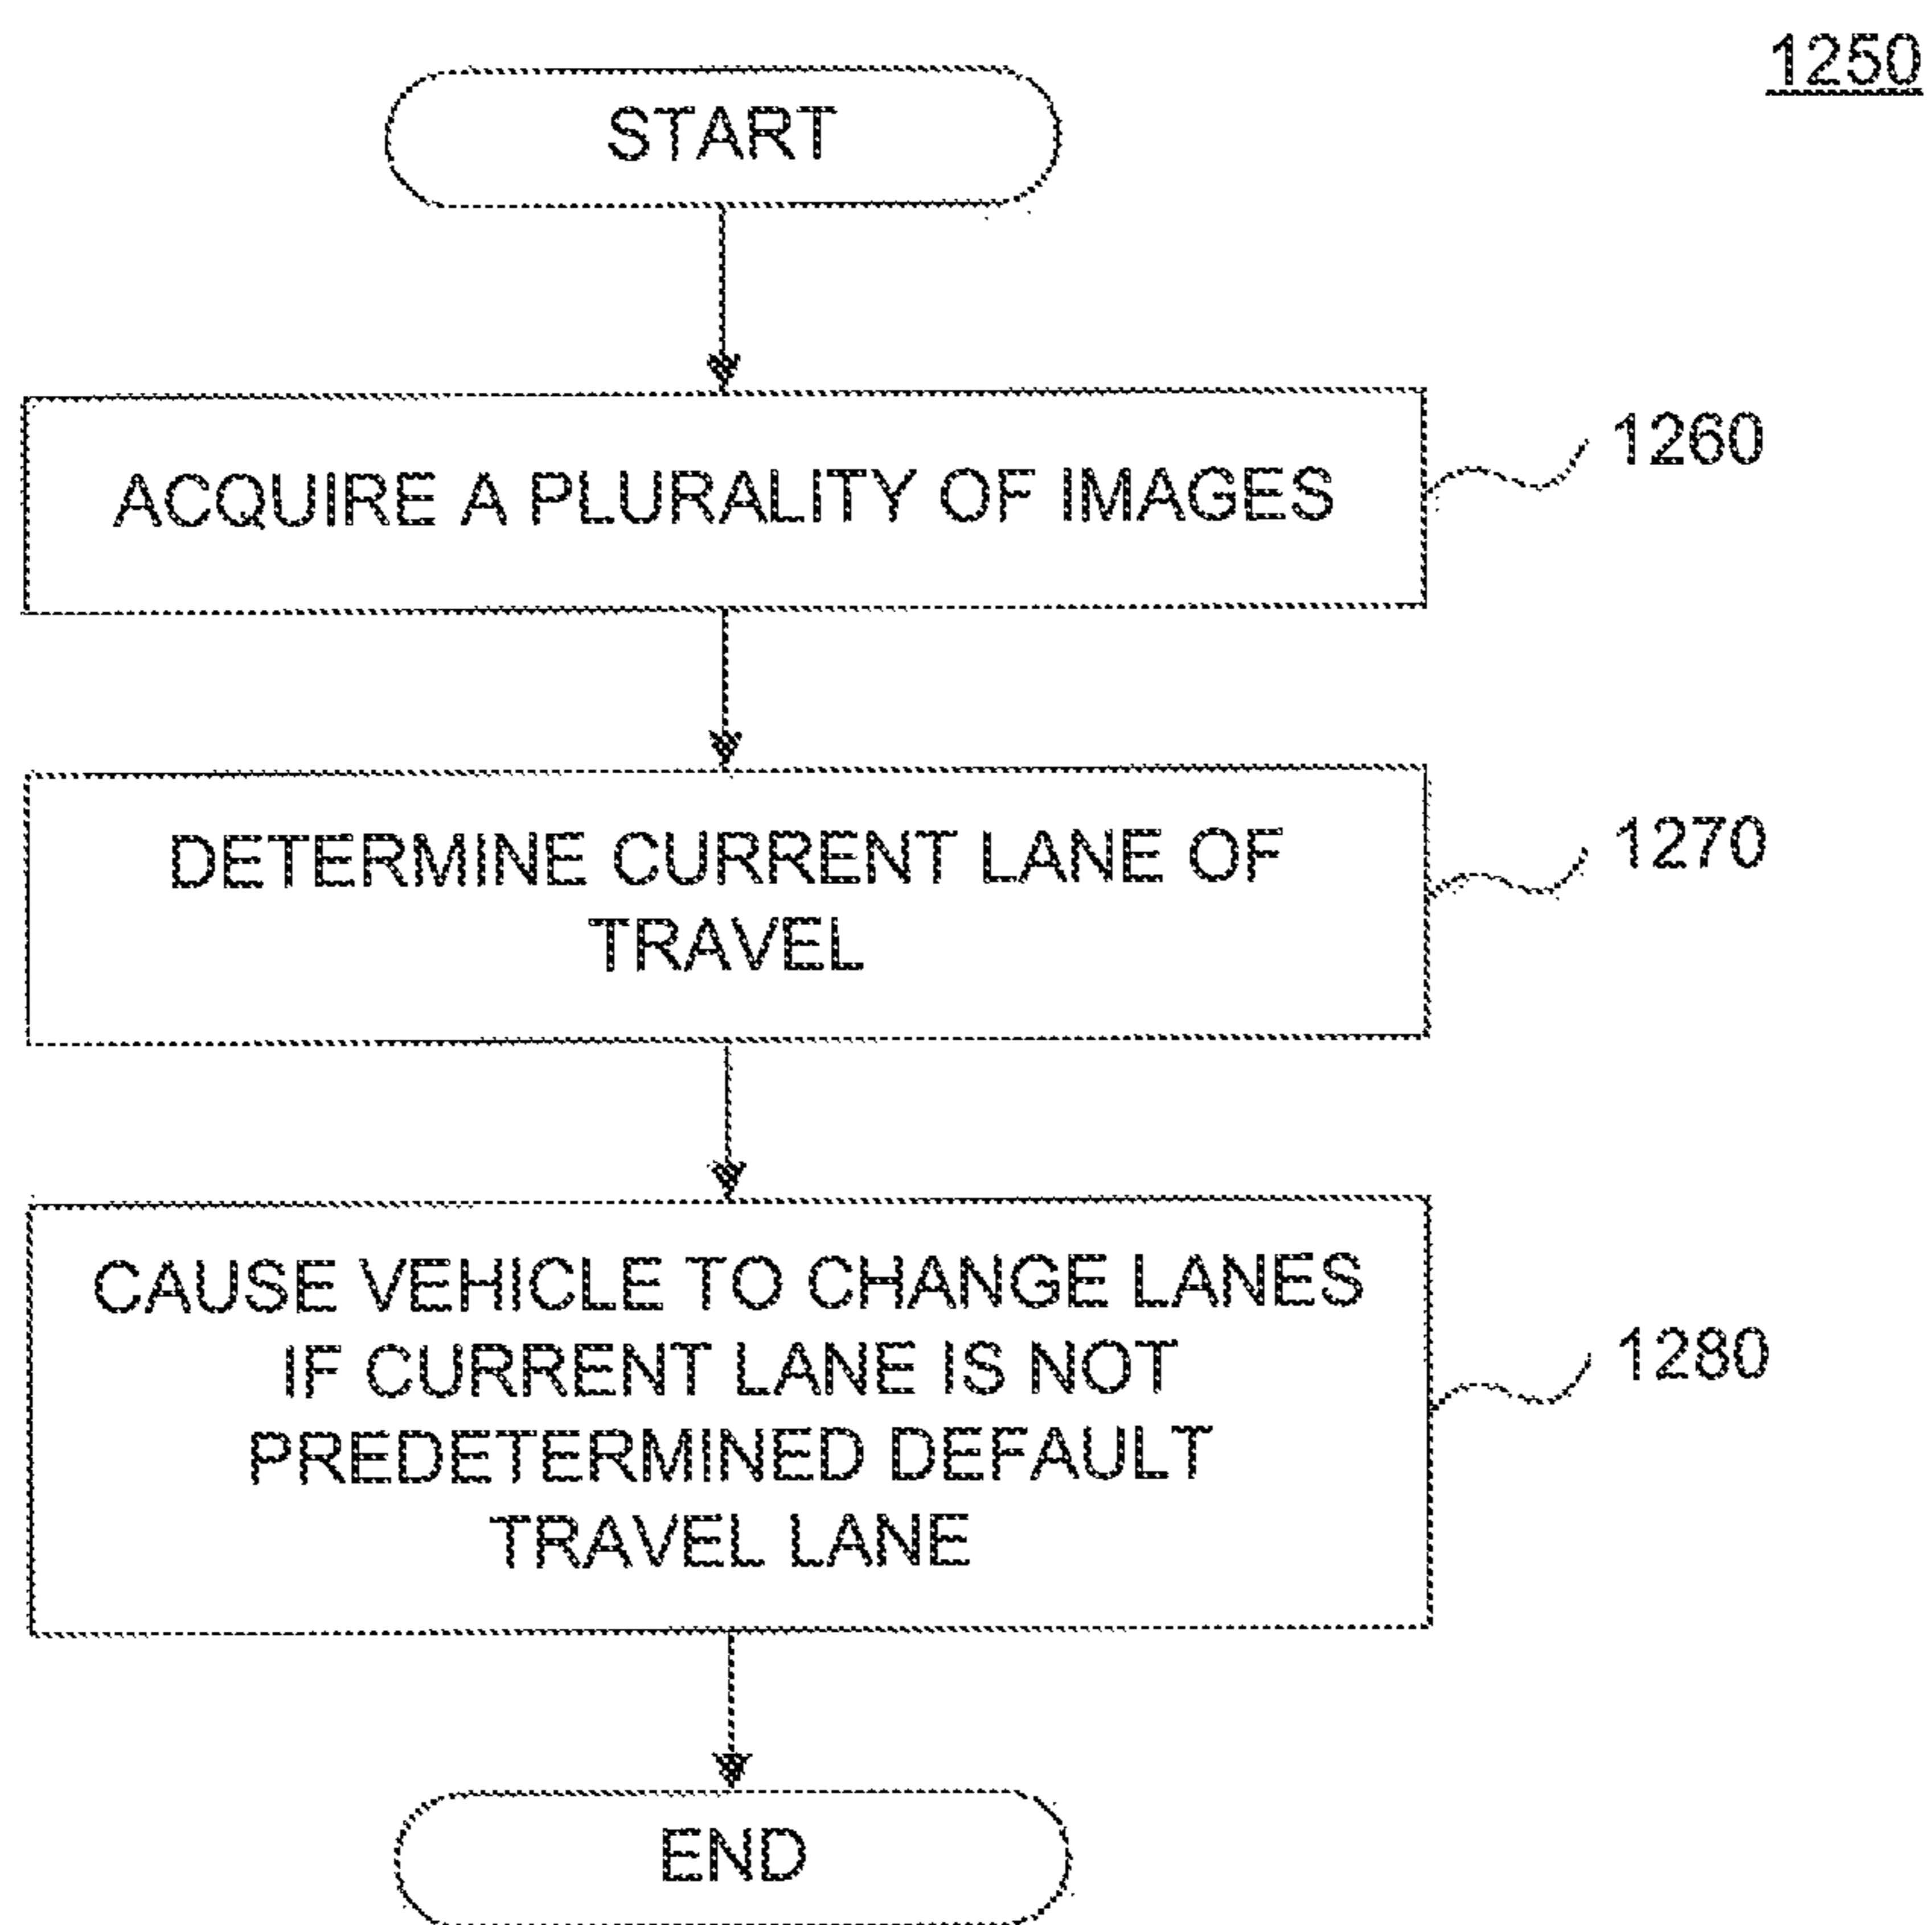 1250
START
ACQUIRE A PLURALITY OF IMAGES
1260
DETERMINE CURRENT LANE OF
TRAVEL
1270
CAUSE VEHICLE TO CHANGE LANES
IF CURRENT LANE IS NOT
PREDETERMINED DEFAULT
TRAVEL LANE
1280
END